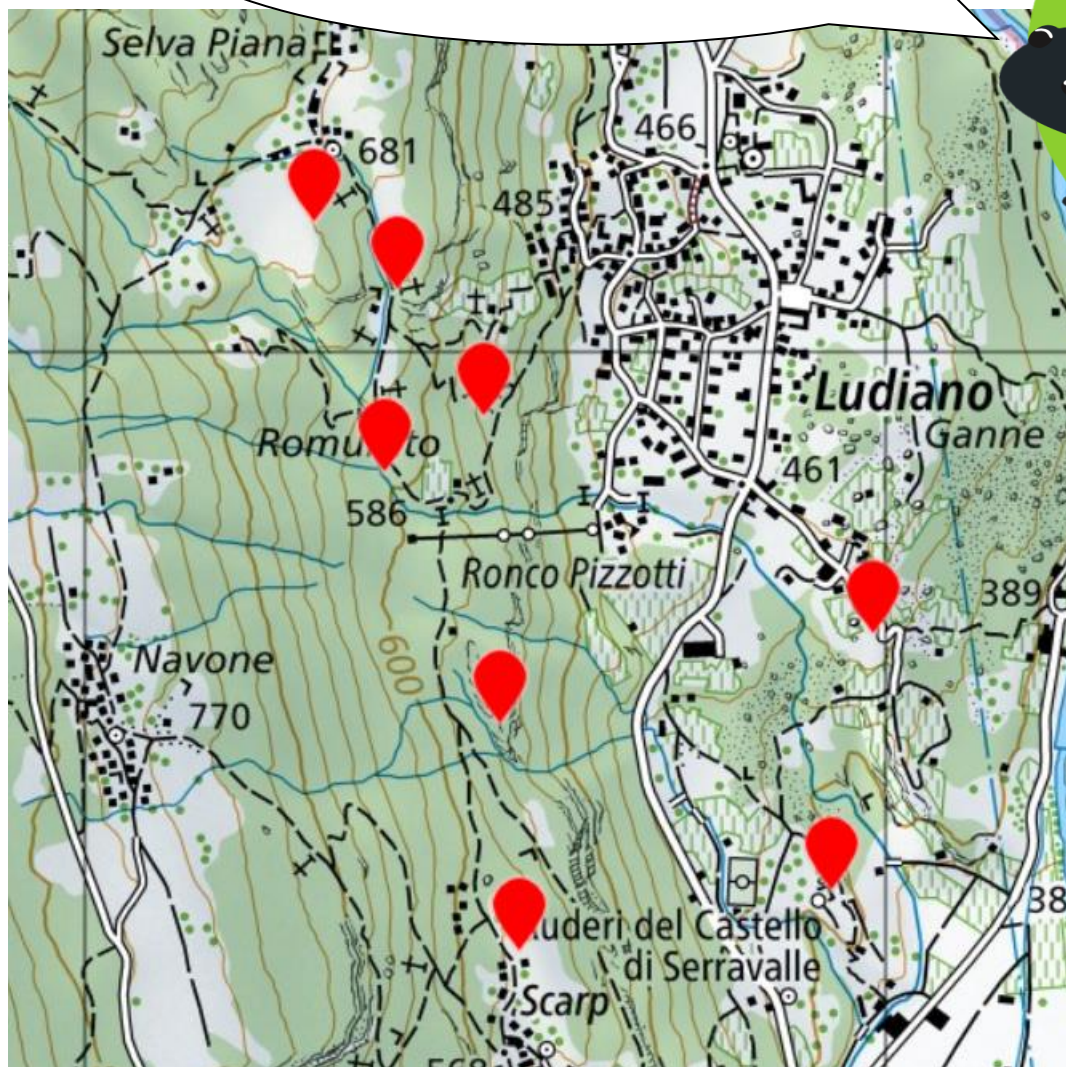 Selva Piana
681
466
485
Ludiano
Ganne
461
586
Ronco Pizzotti
389
600
Navone
770
38
del Castello
di Serravalle
Scarp